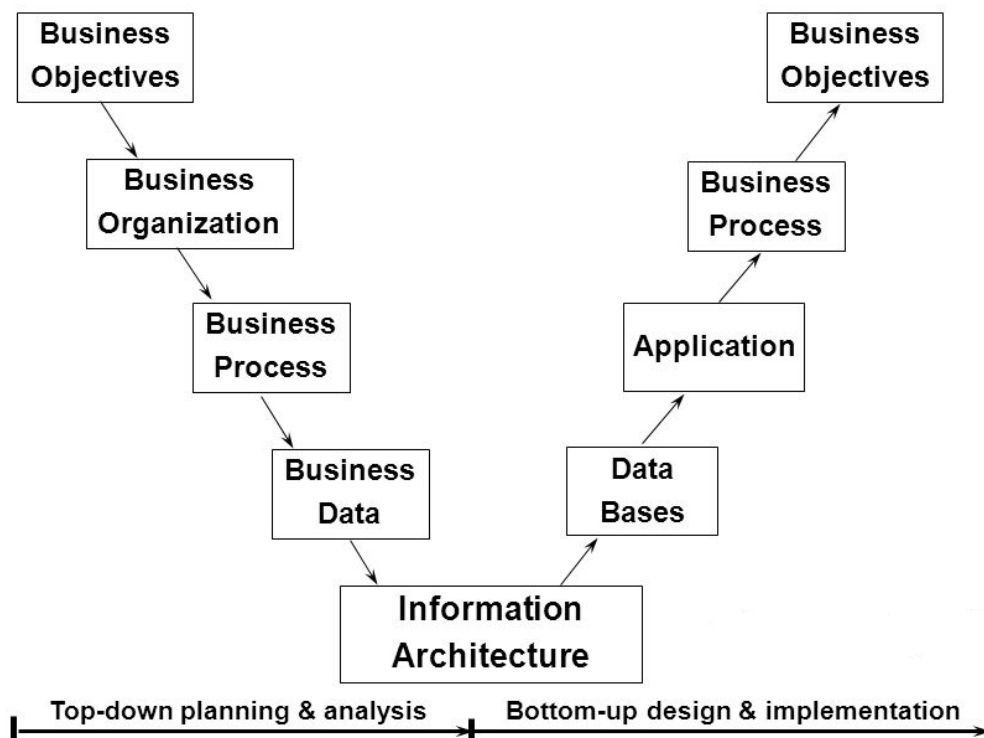 Business
Objectives
Business
Organization
Business
Process
Business
Data
Information
Architecture
Data
Bases
Application
Business
Process
Business
Objectives
Top-down planning & analysis
Bottom-up design & implementation